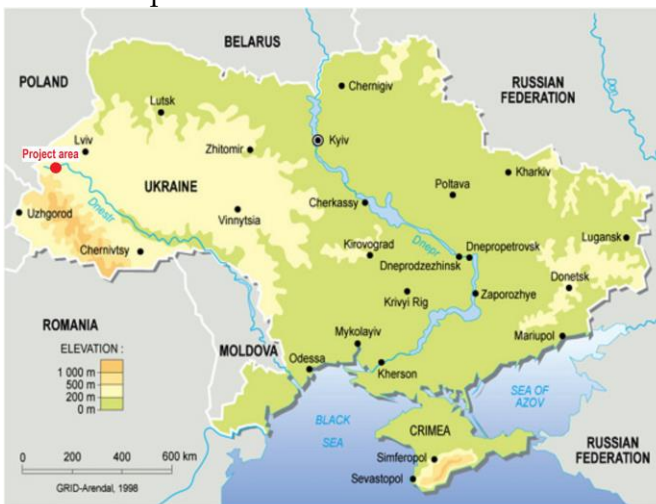 BELARUS
POLAND
RUSSIAN
FEDERATION
Chernigiv
Lutsk
Kyiv
Lviv
Zhitomir
Project area
Kharkiv
UKRAINE
Poltava
Cherkassy
Uzhgorod
Dnestr
Vinnytsia
Lugansk
Kirovograd
Dnepr
Dnepropetrovsk
Chernivtsy
Dneprodzezhinsk
Donetsk
Krivyi Rig
Zaporozhye
ROMANIA
Mykolayiv
Mariupol
ELEVATION :
MOLDOVA
Odessa
Kherson
1 000 m
500 m
200 m
0 m
SEA OF
AZOV
BLACK
SEA
CRIMEA
RUSSIAN
FEDERATION
0 200 400 600 km
Simferopol
Sevastopol
GRID-Arendal, 1998
Don